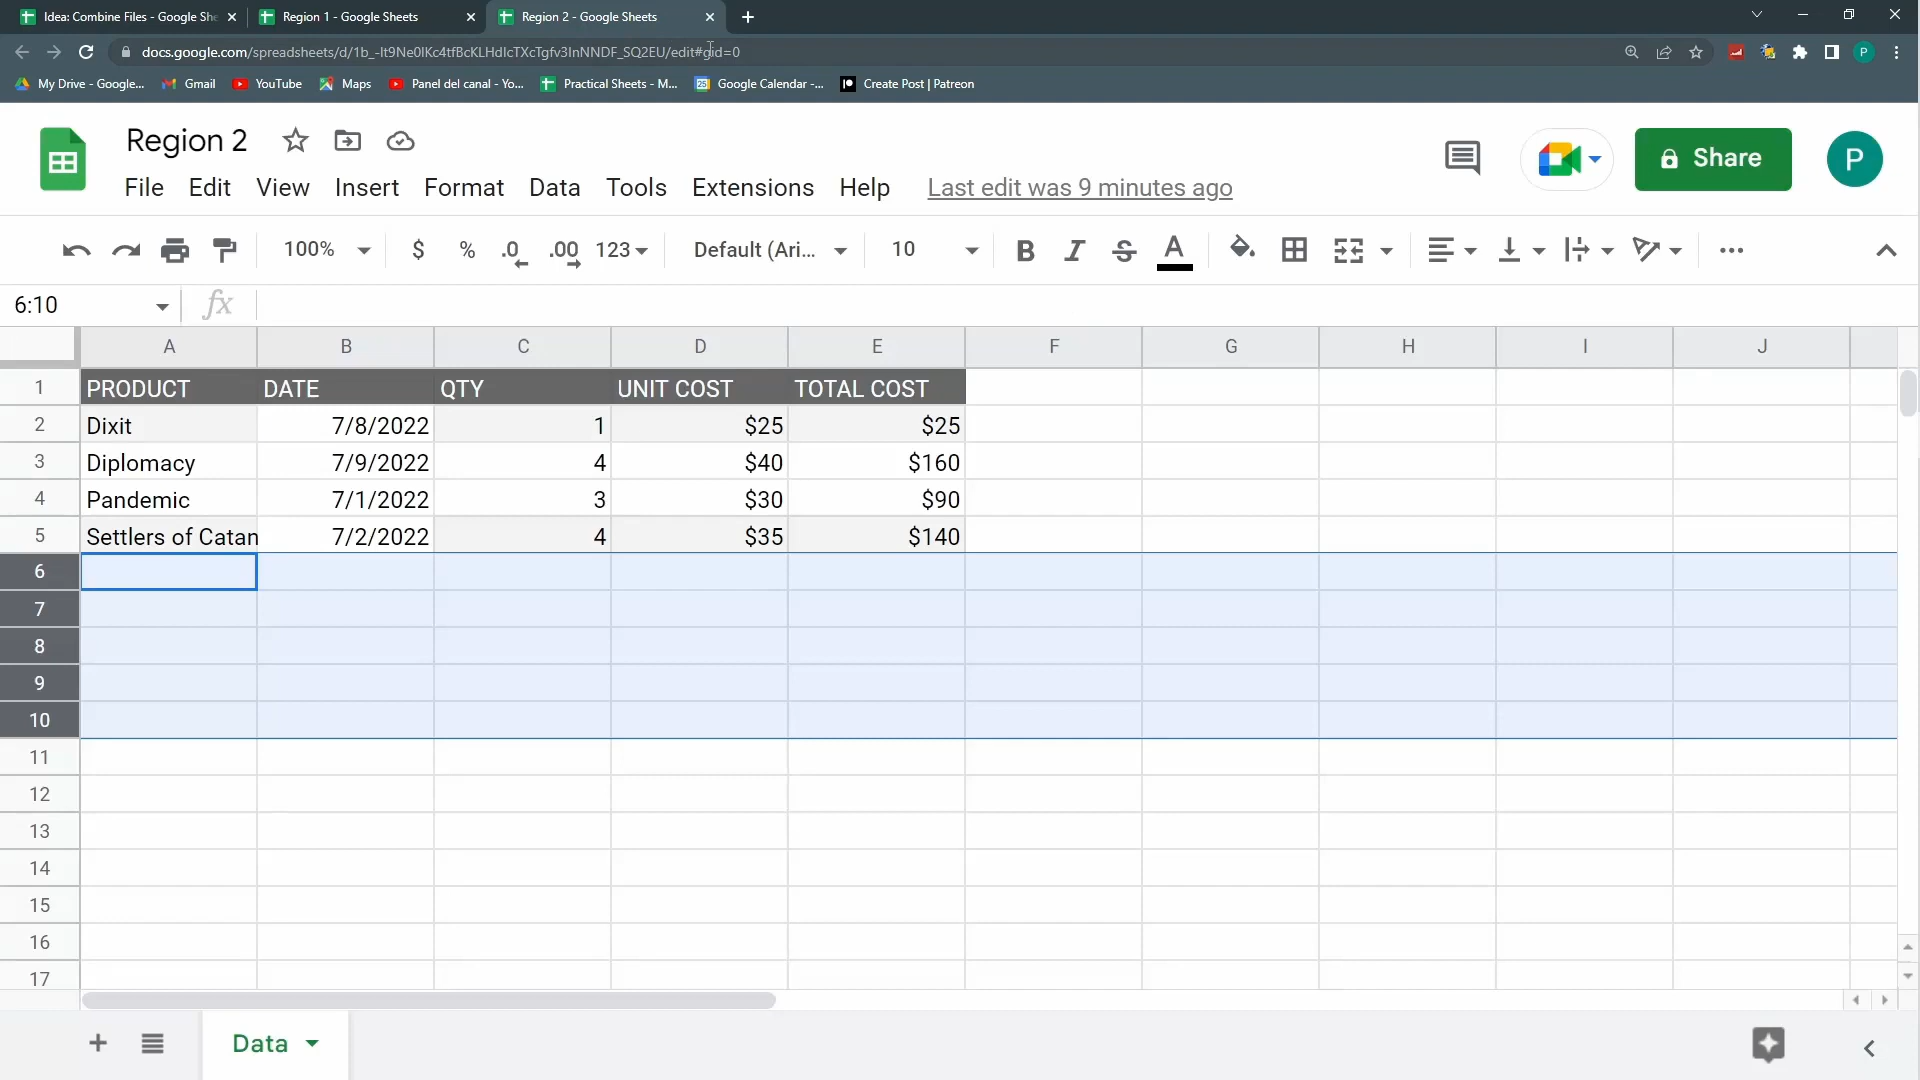 Idea: Combine Files - Google She
Region 1 - Google Sheets
Region 2 - Google Sheets
docs.google.com/spreadsheets/d/1b_-It9Ne0lKc4tfBcKLHdlcTXcTgfv3InNNDF_SQ2EU/edit#gid=0
P
My Drive - Google...
Gmail
YouTube
Maps
Panel del canal - Yo...
Practical Sheets - M...
Google Calendar -...
Create Post | Patreon
Region 2
Share
P
File Edit View Insert Format Data Tools Extensions Help Last edit was 9 minutes ago
100% $ % .0 .00 123 Default (Ari... 10 B I S A
6:10 fx
A B C D E F G H I J
1 PRODUCT DATE QTY UNIT COST TOTAL COST
2 Dixit 7/8/2022 1 $25 $25
3 Diplomacy 7/9/2022 4 $40 $160
4 Pandemic 7/1/2022 3 $30 $90
5 Settlers of Catan 7/2/2022 4 $35 $140
6
7
8
9
10
11
12
13
14
15
16
17
Data